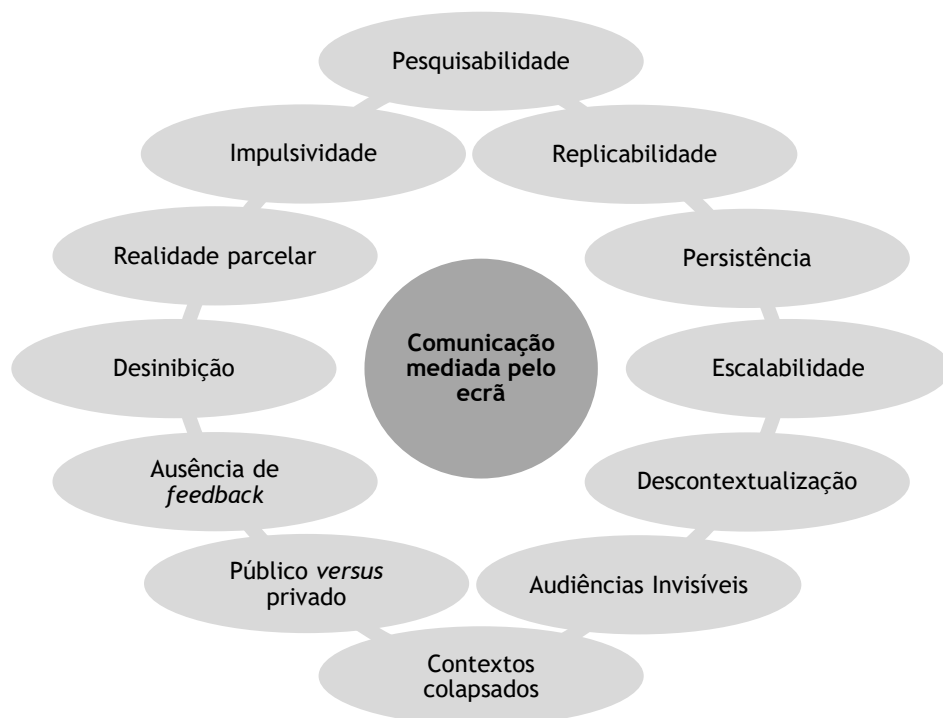 Pesquisabilidade
Impulsividade
Replicabilidade
Realidade parcelar
Persistência
Comunicação
mediada pelo
ecrã
Desinibição
Escalabilidade
Ausência de
feedback
Descontextualização
Público versus
privado
Audiências Invisíveis
Contextos
colapsados